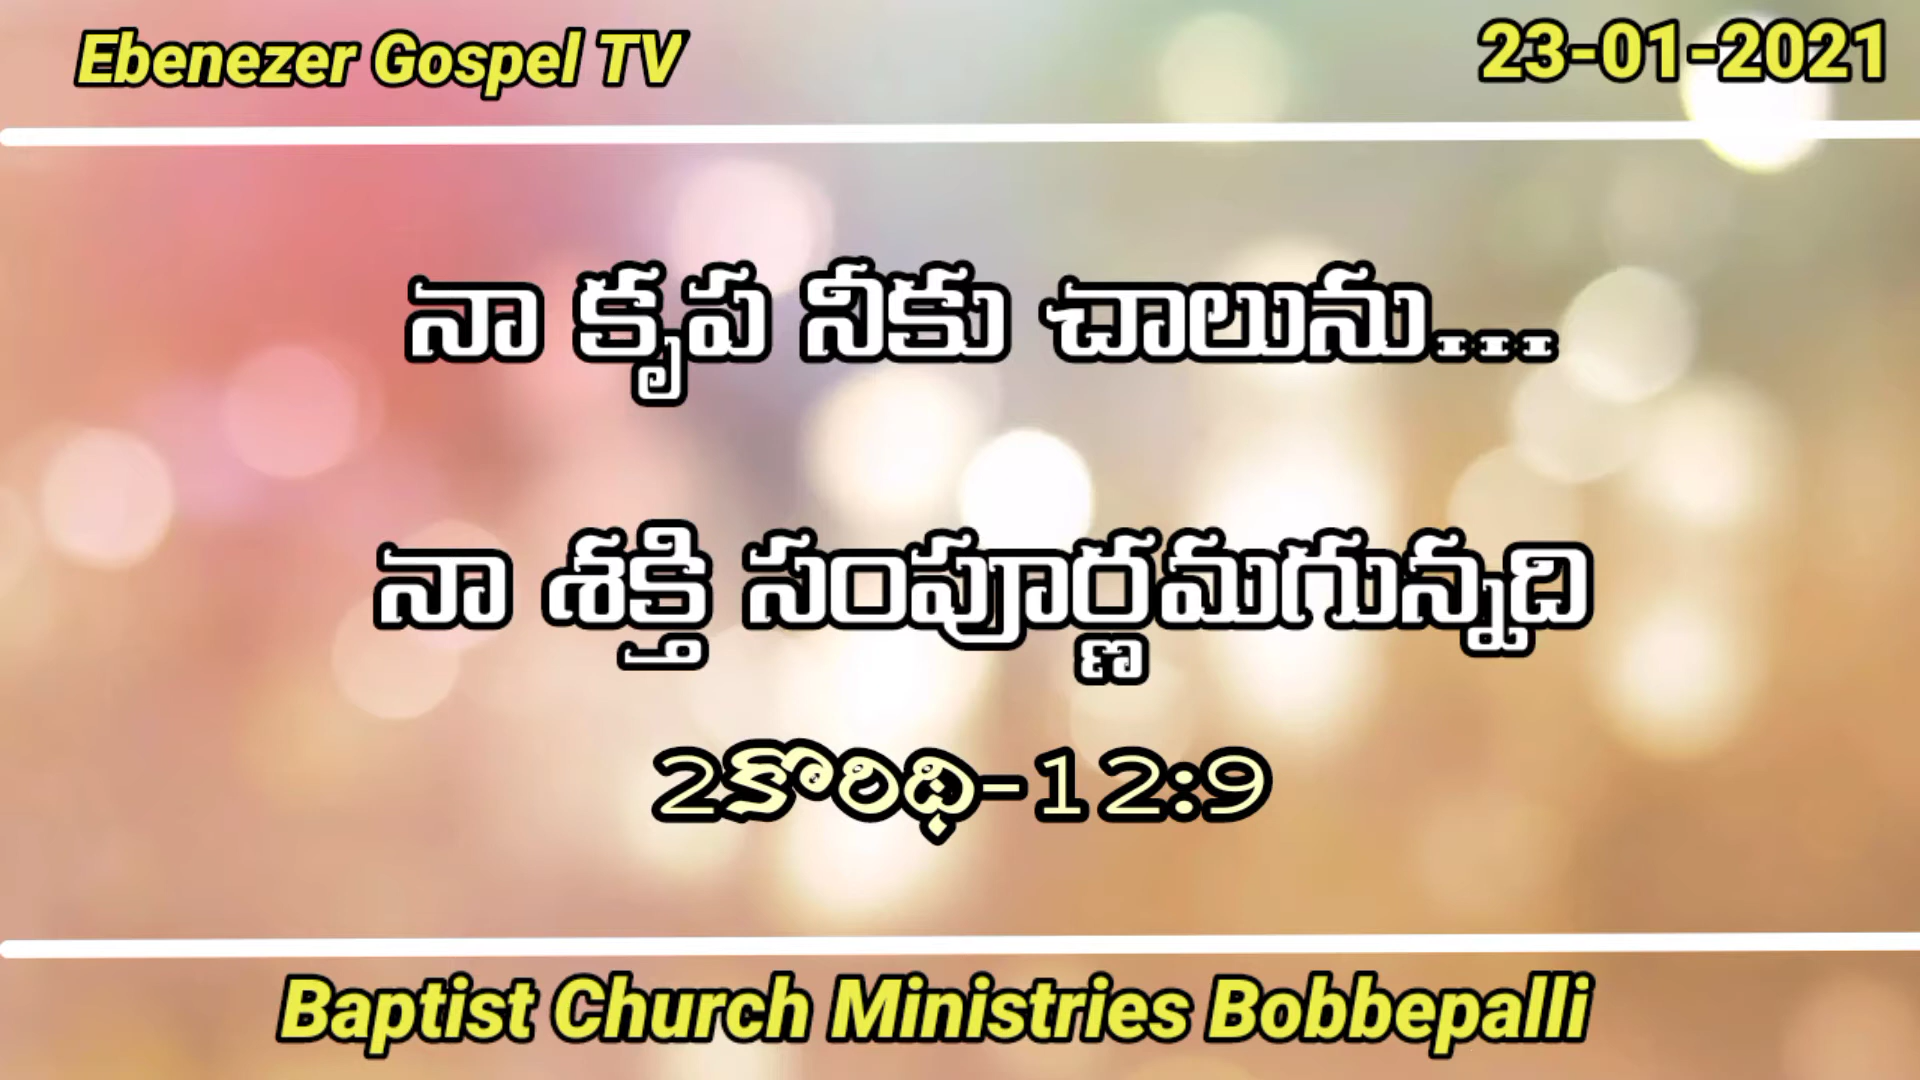 Ebenezer Gospel TV
23-01-2021
నా కృప నీకు చాలును...
నా శక్తి సంపూర్ణమగున్నది
2కొరిధి-12:9
Baptist Church Ministries Bobbepalli